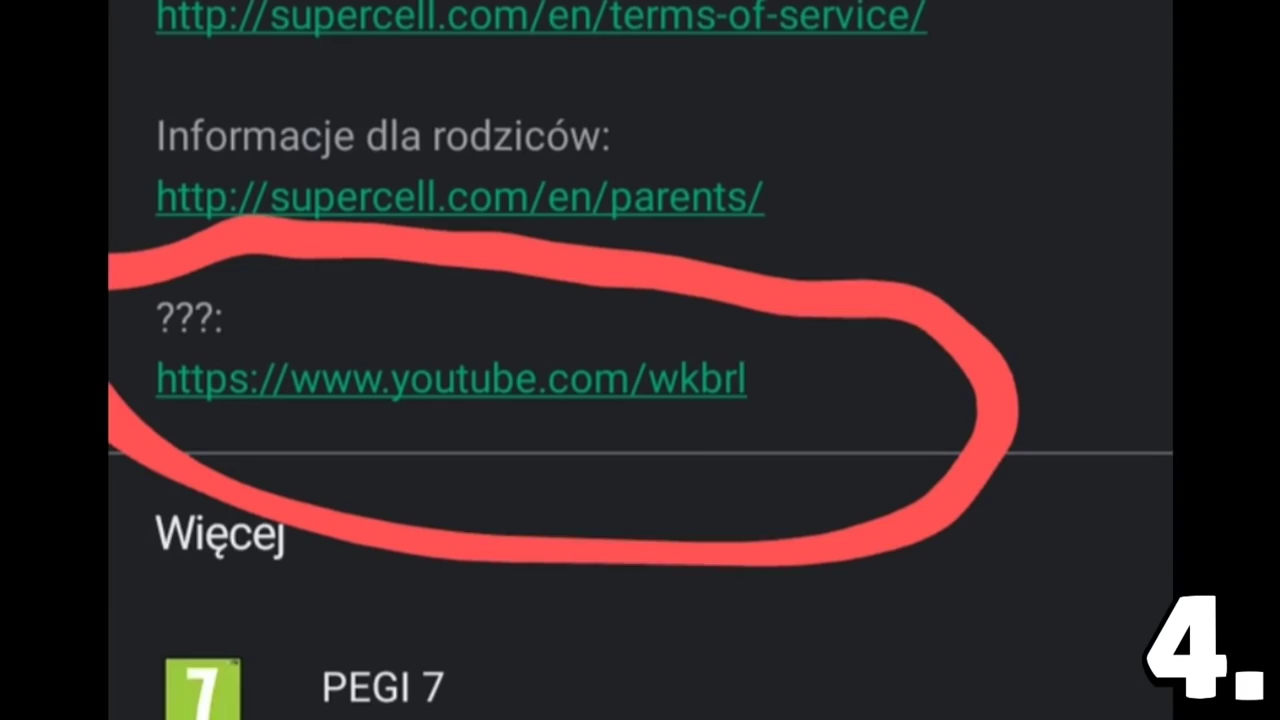 http://supercell.com/en/terms-of-service/
Informacje dla rodziców:
http://supercell.com/en/parents/
???:
https://www.youtube.com/wkbrl
Więcej
7
PEGI 7
4.